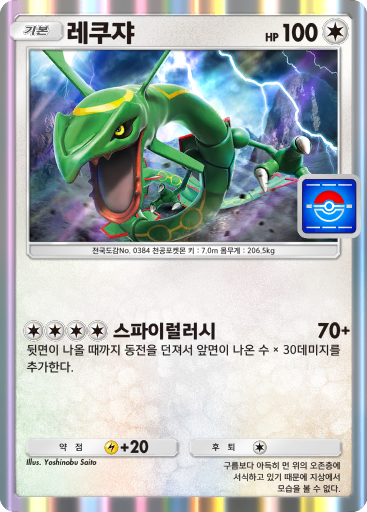 기본 레쿠쟈 HP 100
전국도감No. 0384 천공포켓몬 키 : 7.0m 몸무게 : 206.5kg
스파이럴러시 70+
뒷면이 나올 때까지 동전을 던져서 앞면이 나온 수 × 30데미지를
추가한다.
약점 +20 후퇴
Illus. Yoshinobu Saito
구름보다 아득히 먼 위의 오존층에
서식하고 있기 때문에 지상에서
모습을 볼 수 없다.